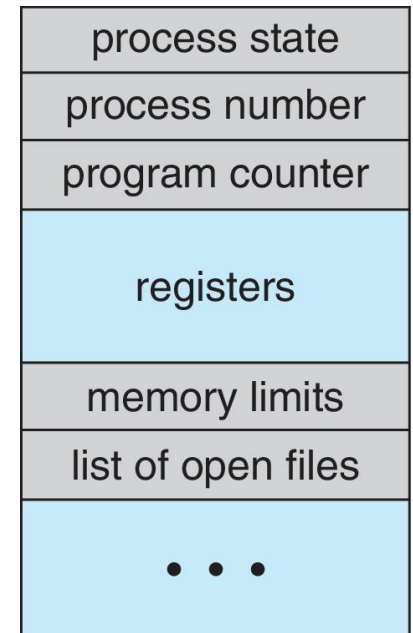 process state
process number
program counter
registers
memory limits
list of open files
• • •